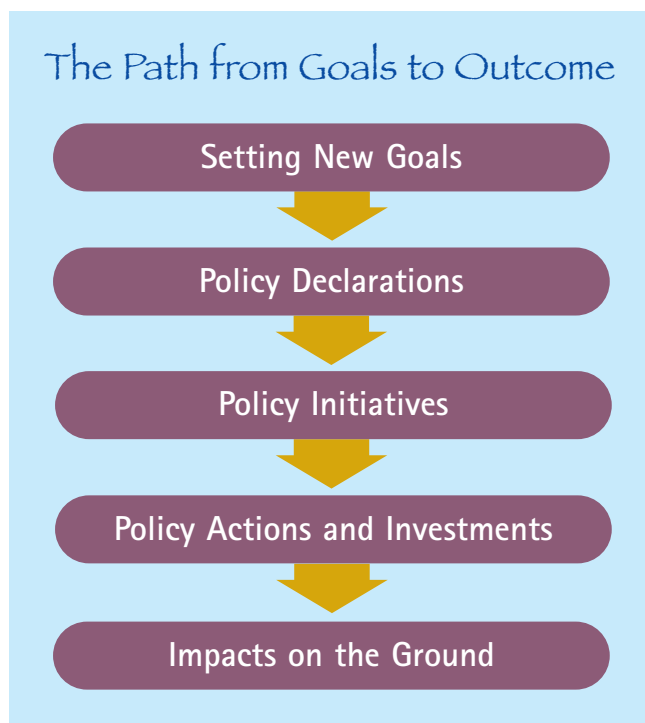 The Path from Goals to Outcome
Setting New Goals
Policy Declarations
Policy Initiatives
Policy Actions and Investments
Impacts on the Ground